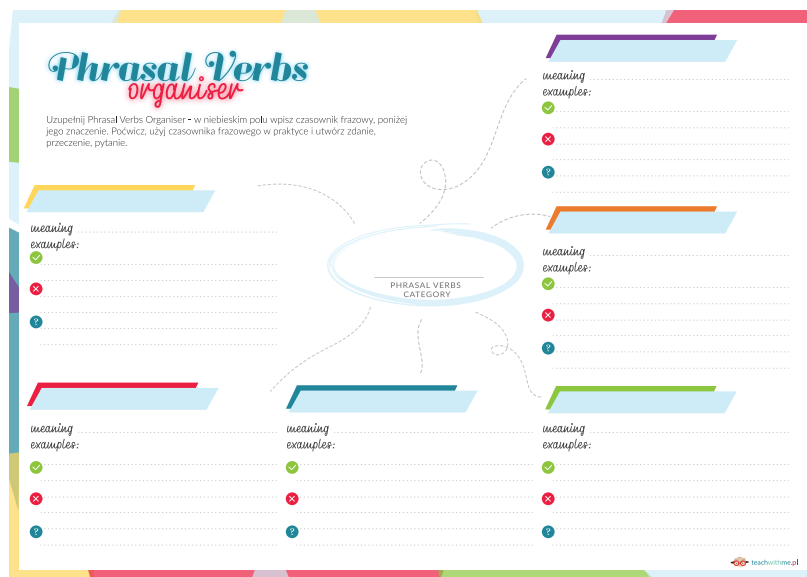 Phrasal Verbs
organiser
Uzupełnij Phrasal Verbs Organiser - w niebieskim polu wpisz czasownik frazowy, poniżej
jego znaczenie. Poćwicz, użyj czasownika frazowego w praktyce i utwórz zdanie,
przeczenie, pytanie.
meaning
examples:
?
meaning
examples:
?
meaning
examples:
?
PHRASAL VERBS
CATEGORY
meaning
examples:
?
meaning
examples:
?
meaning
examples:
?
teachwithme.pl